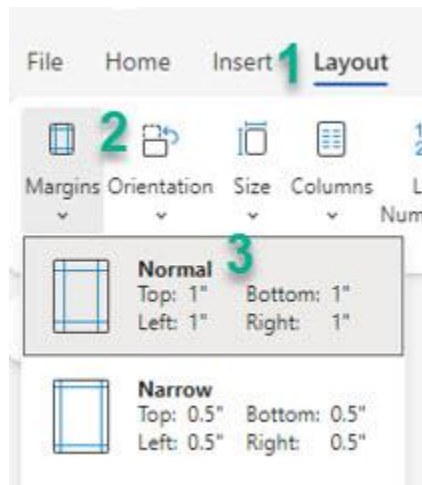 File Home Insert 1 Layout
2
Margins Orientation Size Columns
Num
3
Normal
Top: 1" Bottom: 1"
Left: 1" Right: 1"
Narrow
Top: 0.5" Bottom: 0.5"
Left: 0.5" Right: 0.5"